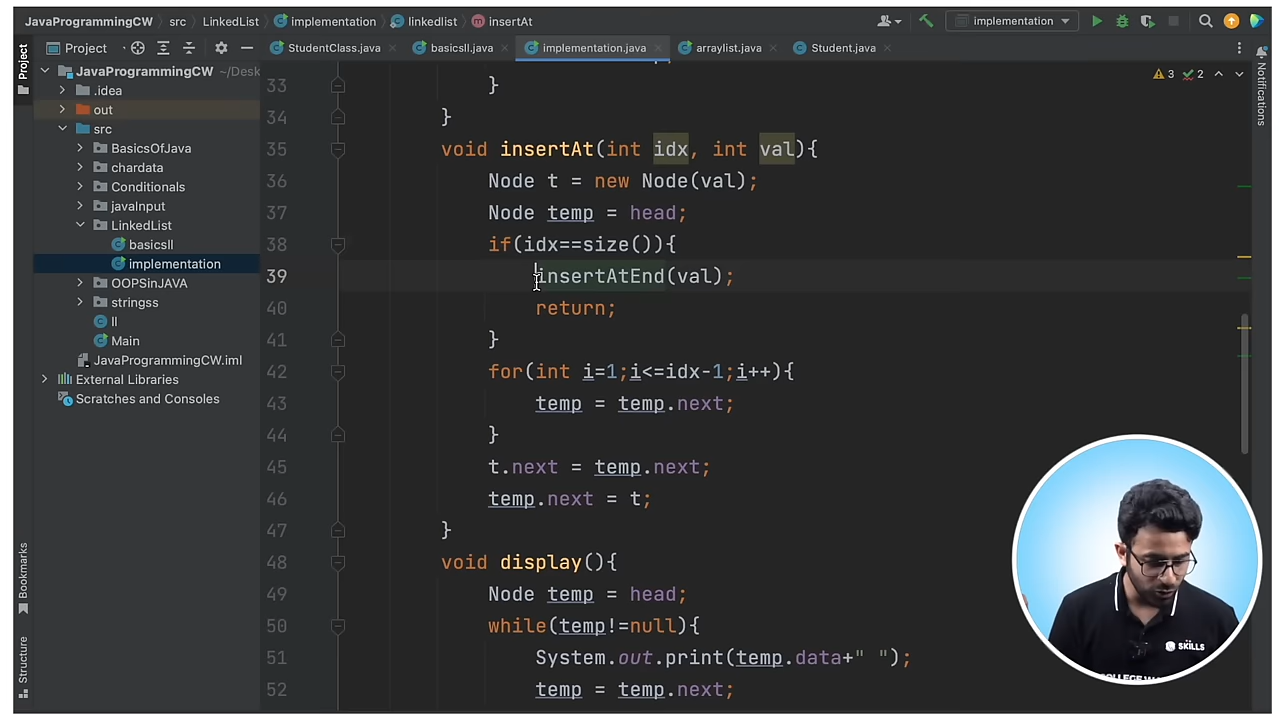 JavaProgrammingCW src LinkedList implementation linkedlist insertAt implementation
Project StudentClass.java basicsll.java implementation.java arraylist.java Student.java
Project
JavaProgrammingCW ~/Desk
.idea
out
src
BasicsOfJava
chardata
Conditionals
javaInput
LinkedList
basicsll
implementation
OOPSinJAVA
stringss
ll
Main
JavaProgrammingCW.iml
External Libraries
Scratches and Consoles
Bookmarks
Structure
Notifications
3 2
33 }
34 }
35 void insertAt(int idx, int val){
36 Node t = new Node(val);
37 Node temp = head;
38 if(idx==size()){
39 insertAtEnd(val);
40 return;
41 }
42 for(int i=1;i<=idx-1;i++){
43 temp = temp.next;
44 }
45 t.next = temp.next;
46 temp.next = t;
47 }
48 void display(){
49 Node temp = head;
50 while(temp!=null){
51 System.out.print(temp.data+" ");
52 temp = temp.next;
SKILLS